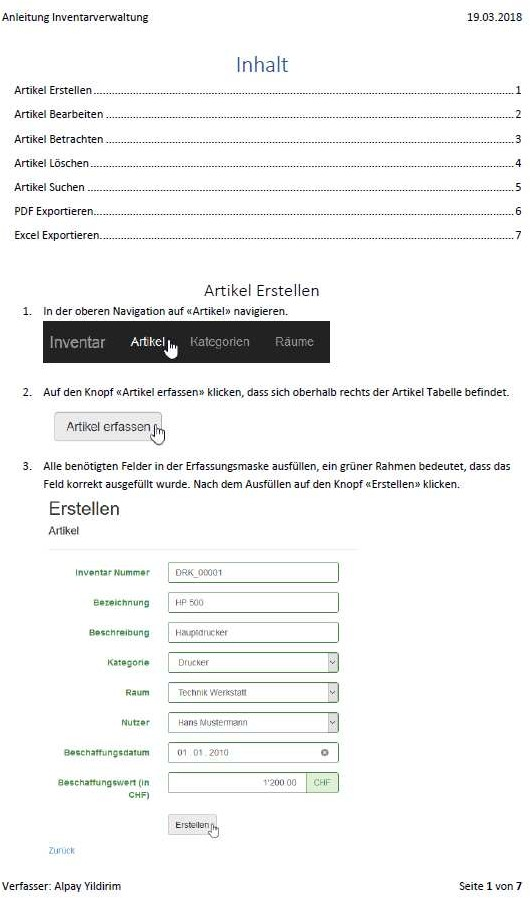 Anleitung Inventarverwaltung 19.03.2018
Inhalt
Artikel Erstellen 1
Artikel Bearbeiten 2
Artikel Betrachten 3
Artikel Löschen 4
Artikel Suchen 5
PDF Exportieren 6
Excel Exportieren 7
Artikel Erstellen
1. In der oberen Navigation auf «Artikel» navigieren.
Inventar Artikel Kategorien Räume
2. Auf den Knopf «Artikel erfassen» klicken, dass sich oberhalb rechts der Artikel Tabelle befindet.
Artikel erfassen
3. Alle benötigten Felder in der Erfassungsmaske ausfüllen, ein grüner Rahmen bedeutet, dass das
Feld korrekt ausgefüllt wurde. Nach dem Ausfüllen auf den Knopf «Erstellen» klicken.
Erstellen
Artikel
Inventar Nummer DRK_00001
Bezeichnung HP 500
Beschreibung Hauptdrucker
Kategorie Drucker
Raum Technik Werkstatt
Nutzer Hans Mustermann
Beschaffungsdatum 01.01.2010
Beschaffungswert (in 1'200.00 CHF
CHF)
Erstellen
Zurück
Verfasser: Alpay Yildirim Seite 1 von 7